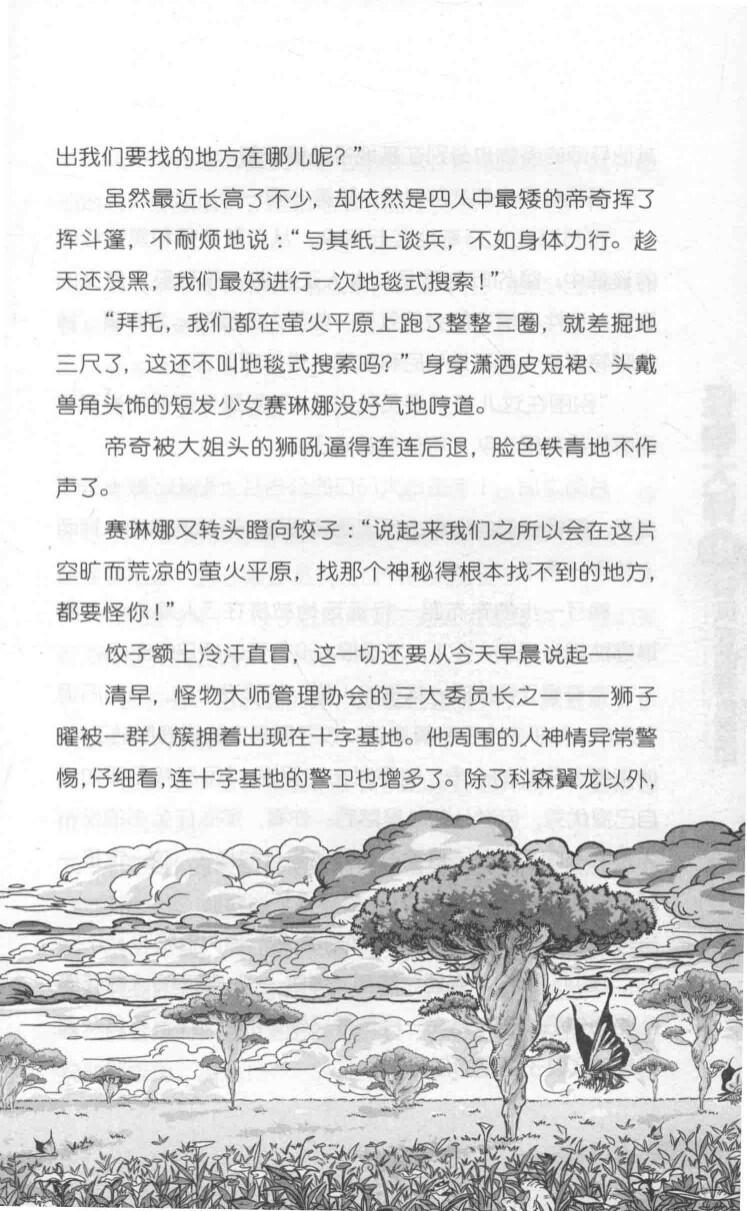 出我们要找的地方在哪儿呢？”
虽然最近长高了不少，却依然是四人中最矮的帝奇挥了
挥斗篷，不耐烦地说：“与其纸上谈兵，不如身体力行。趁
天还没黑，我们最好进行一次地毯式搜索！”
“拜托，我们都在萤火平原上跑了整整三圈，就差掘地
三尺了，这还不叫地毯式搜索吗？”身穿潇洒皮短裙、头戴
兽角头饰的短发少女赛琳娜没好气地哼道。
帝奇被大姐头的狮吼逼得连连后退，脸色铁青地不作
声了。
赛琳娜又转头瞪向饺子：“说起来我们之所以会在这片
空旷而荒凉的萤火平原，找那个神秘得根本找不到的地方，
都要怪你！”
饺子额上冷汗直冒，这一切还要从今天早晨说起——
清早，怪物大师管理协会的三大委员长之一——狮子
曜被一群人簇拥着出现在十字基地。他周围的人神情异常警
惕，仔细看，连十字基地的警卫也增多了。除了科森翼龙以外，